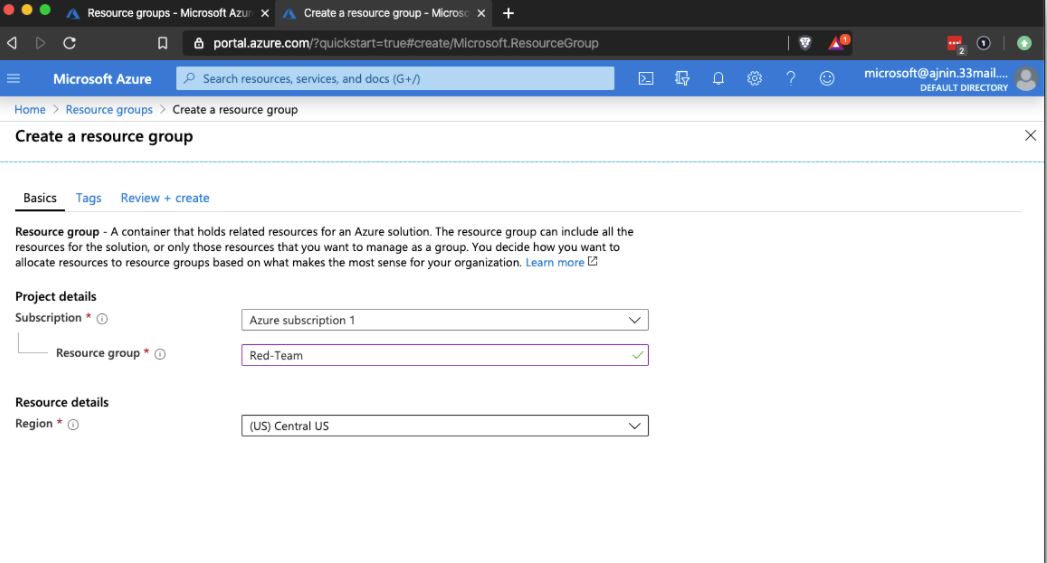 Resource groups - Microsoft Azur
Create a resource group - Microso
portal.azure.com/?quickstart=true#create/Microsoft.ResourceGroup
1
2
1
Microsoft Azure
Search resources, services, and docs (G+/)
microsoft@ajnin.33mail....
DEFAULT DIRECTORY
Home > Resource groups > Create a resource group
Create a resource group
Basics Tags Review + create
Resource group - A container that holds related resources for an Azure solution. The resource group can include all the
resources for the solution, or only those resources that you want to manage as a group. You decide how you want to
allocate resources to resource groups based on what makes the most sense for your organization. Learn more
Project details
Subscription *
Azure subscription 1
Resource group *
Red-Team
Resource details
Region *
(US) Central US